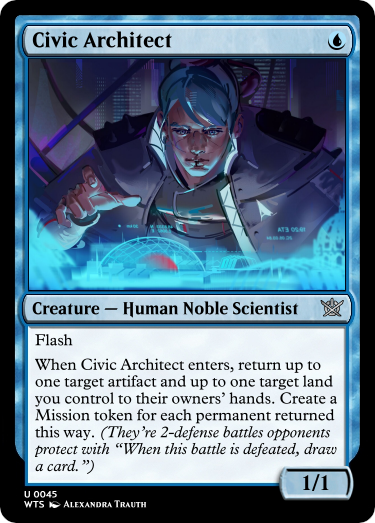 Civic Architect
AT3 05:01
Creature — Human Noble Scientist
Flash
When Civic Architect enters, return up to
one target artifact and up to one target land
you control to their owners' hands. Create a
Mission token for each permanent returned
this way. (They're 2-defense battles opponents
protect with “When this battle is defeated, draw
a card.”)
1/1
U 0045
WTS Alexandra Trauth